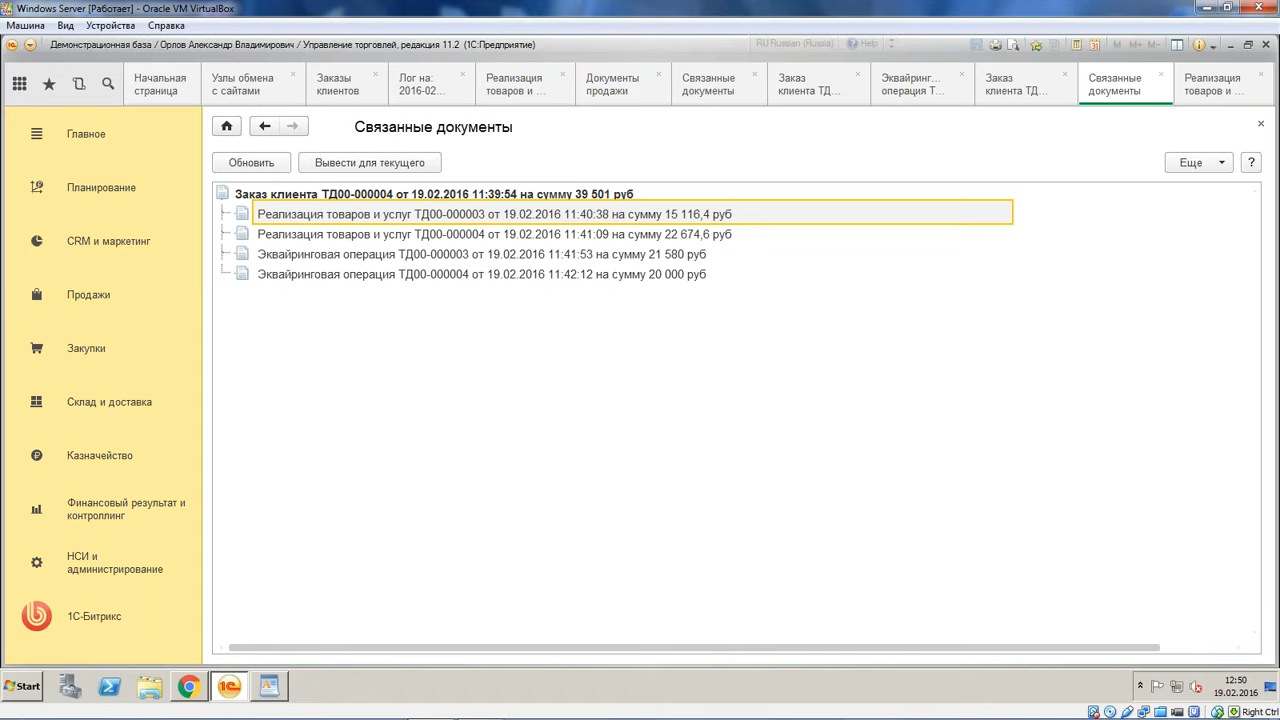 Windows Server [Работает] - Oracle VM VirtualBox
Машина Вид Устройства Справка
Демонстрационная база / Орлов Александр Владимирович / Управление торговлей, редакция 11.2 (1С:Предприятие)
RU Russian (Russia) Help
M M+ M-
Начальная страница
Узлы обмена с сайтами
Заказы клиентов
Лог на: 2016-02...
Реализация товаров и ...
Документы продажи
Связанные документы
Заказ клиента ТД...
Эквайринг... операция Т...
Заказ клиента ТД...
Связанные документы
Реализация товаров и ...
Главное
Планирование
CRM и маркетинг
Продажи
Закупки
Склад и доставка
Казначейство
Финансовый результат и контроллинг
НСИ и администрирование
1С-Битрикс
Связанные документы
Обновить Вывести для текущего Еще ?
Заказ клиента ТД00-000004 от 19.02.2016 11:39:54 на сумму 39 501 руб
Реализация товаров и услуг ТД00-000003 от 19.02.2016 11:40:38 на сумму 15 116,4 руб
Реализация товаров и услуг ТД00-000004 от 19.02.2016 11:41:09 на сумму 22 674,6 руб
Эквайринговая операция ТД00-000003 от 19.02.2016 11:41:53 на сумму 21 580 руб
Эквайринговая операция ТД00-000004 от 19.02.2016 11:42:12 на сумму 20 000 руб
Start
12:50
19.02.2016
Right Ctrl